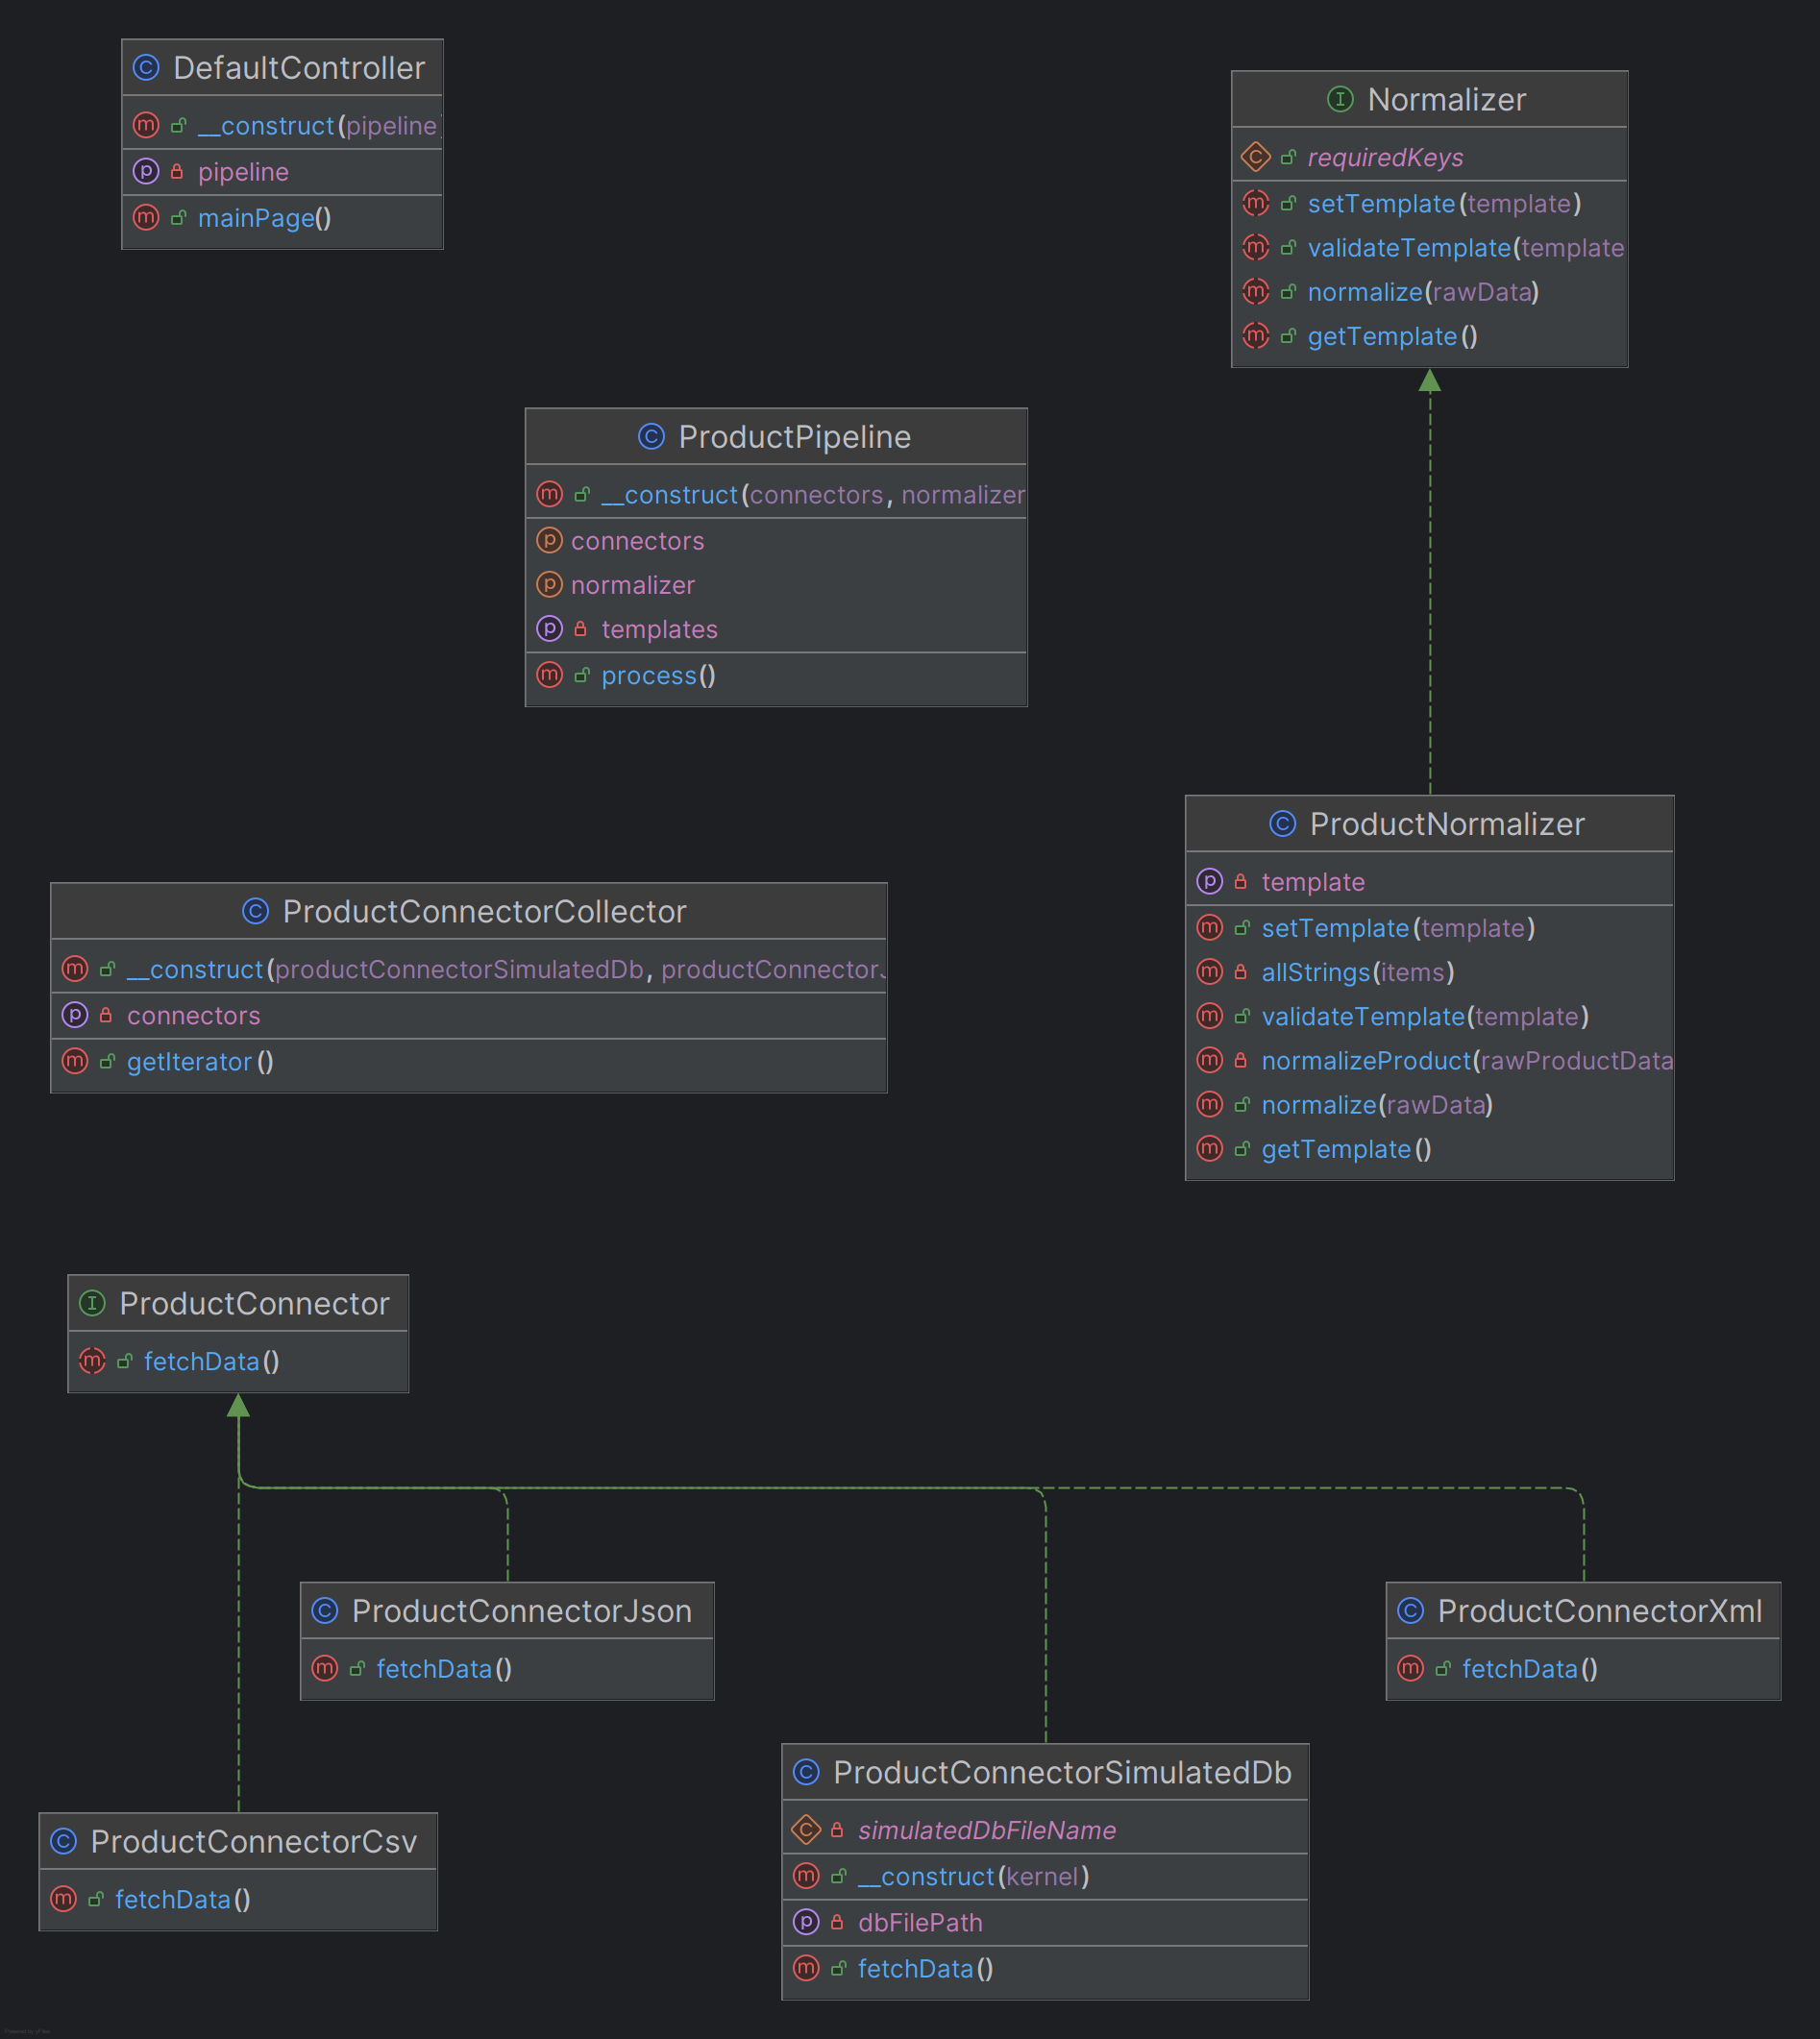 DefaultController
__construct(pipeline)
pipeline
mainPage()
Normalizer
requiredKeys
setTemplate(template)
validateTemplate(template
normalize(rawData)
getTemplate()
ProductPipeline
__construct(connectors, normalizer
connectors
normalizer
templates
process()
ProductNormalizer
template
setTemplate(template)
allStrings(items)
validateTemplate(template)
normalizeProduct(rawProductData
normalize(rawData)
getTemplate()
ProductConnectorCollector
__construct(productConnectorSimulatedDb, productConnectorJ
connectors
getIterator()
ProductConnector
fetchData()
ProductConnectorJson
fetchData()
ProductConnectorXml
fetchData()
ProductConnectorSimulatedDb
simulatedDbFileName
__construct(kernel)
dbFilePath
fetchData()
ProductConnectorCsv
fetchData()